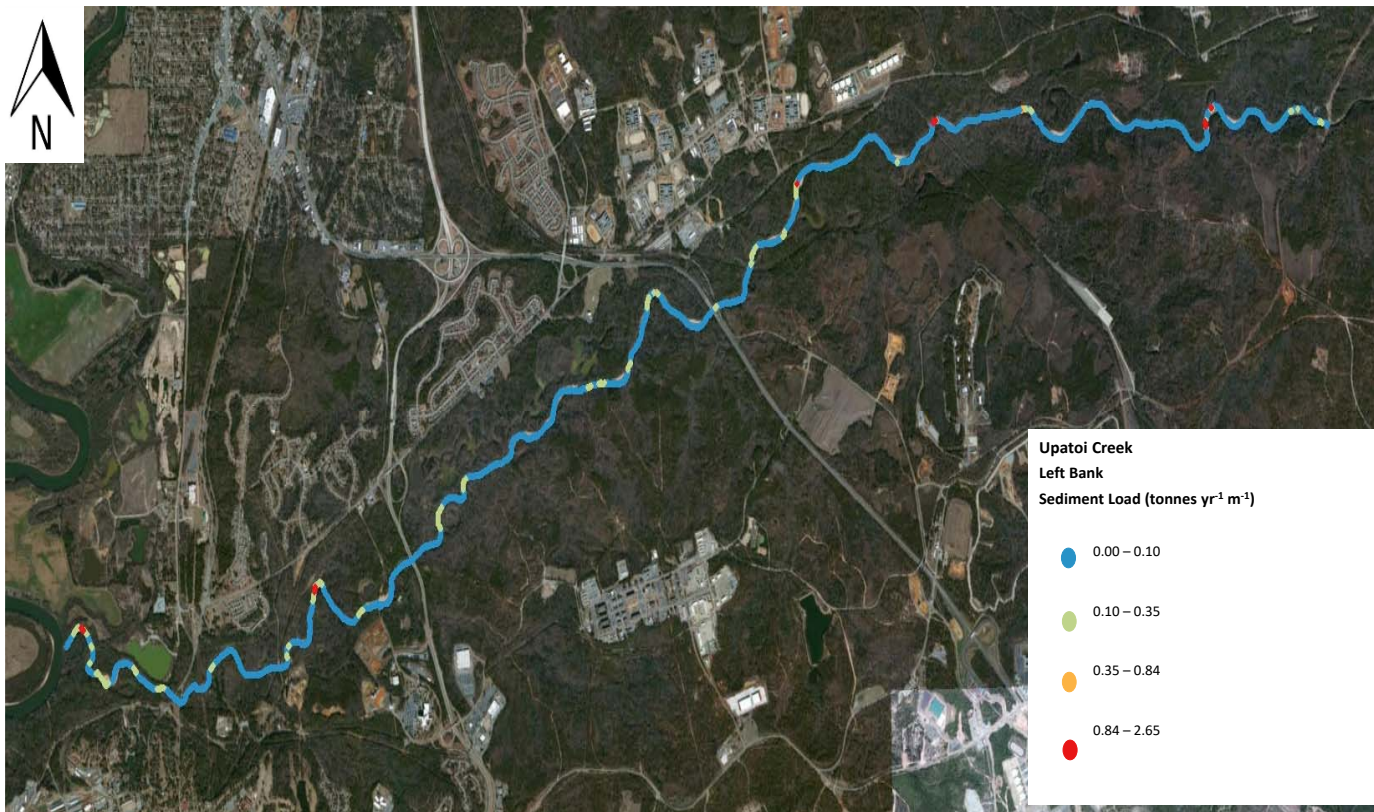 N
Upatoi Creek
Left Bank
Sediment Load (tonnes yr⁻¹ m⁻¹)
0.00 – 0.10
0.10 – 0.35
0.35 – 0.84
0.84 – 2.65